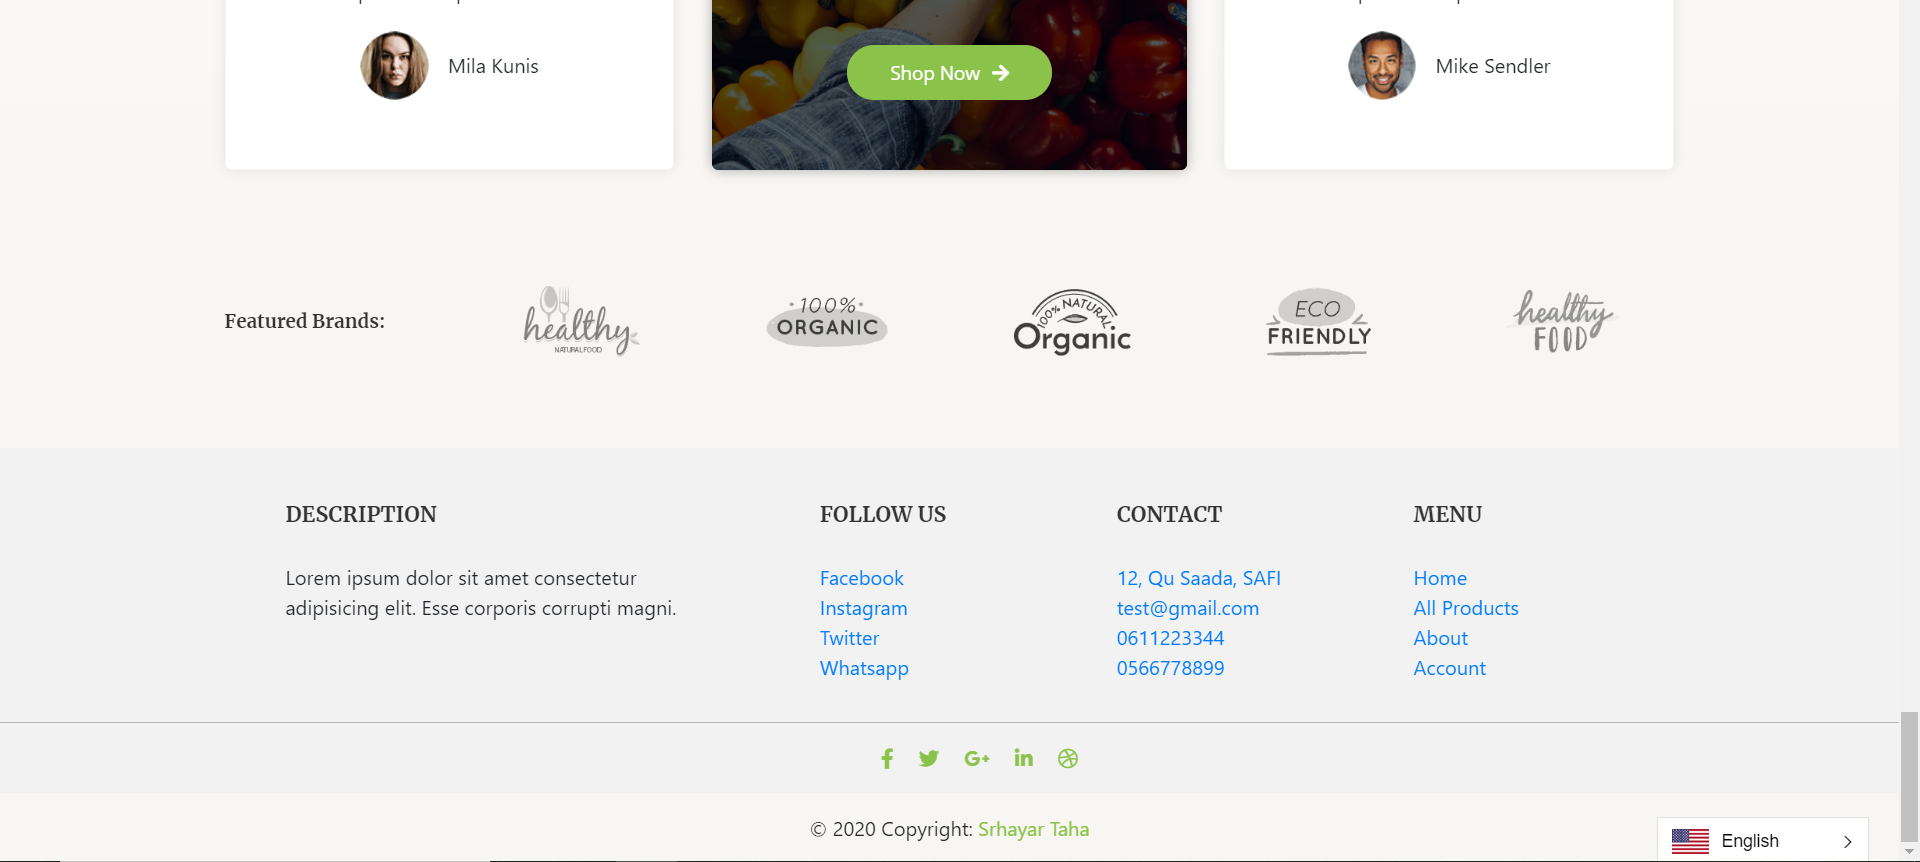 Mila Kunis
Shop Now
Mike Sendler
Featured Brands:
healthy
NATURAL FOOD
100%
ORGANIC
100% NATURAL
Organic
ECO
FRIENDLY
healthy
FOOD
DESCRIPTION
Lorem ipsum dolor sit amet consectetur
adipisicing elit. Esse corporis corrupti magni.
FOLLOW US
Facebook
Instagram
Twitter
Whatsapp
CONTACT
12, Qu Saada, SAFI
test@gmail.com
0611223344
0566778899
MENU
Home
All Products
About
Account
© 2020 Copyright: Srhayar Taha
English